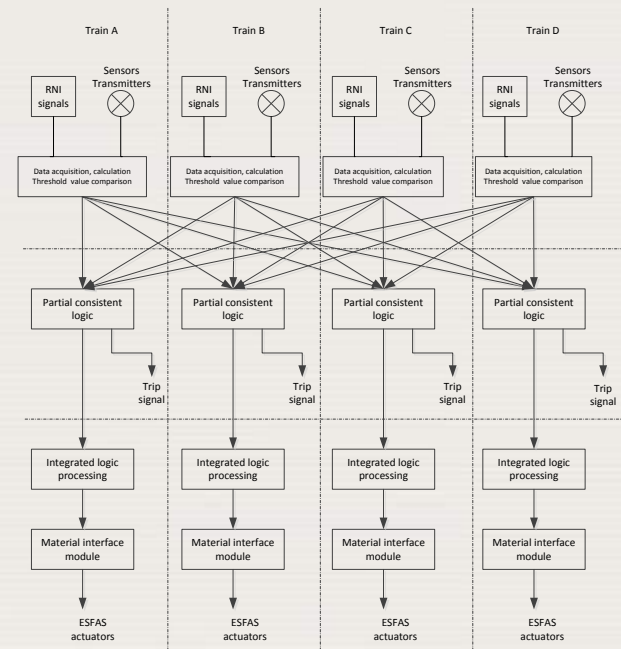 Train A
Train B
Train C
Train D
RNI
signals
Sensors
Transmitters
RNI
signals
Sensors
Transmitters
RNI
signals
Sensors
Transmitters
RNI
signals
Sensors
Transmitters
Data acquisition, calculation
Threshold value comparison
Data acquisition, calculation
Threshold value comparison
Data acquisition, calculation
Threshold value comparison
Data acquisition, calculation
Threshold value comparison
Partial consistent
logic
Partial consistent
logic
Partial consistent
logic
Partial consistent
logic
Trip
signal
Trip
signal
Trip
signal
Trip
signal
Integrated logic
processing
Integrated logic
processing
Integrated logic
processing
Integrated logic
processing
Material interface
module
Material interface
module
Material interface
module
Material interface
module
ESFAS
actuators
ESFAS
actuators
ESFAS
actuators
ESFAS
actuators